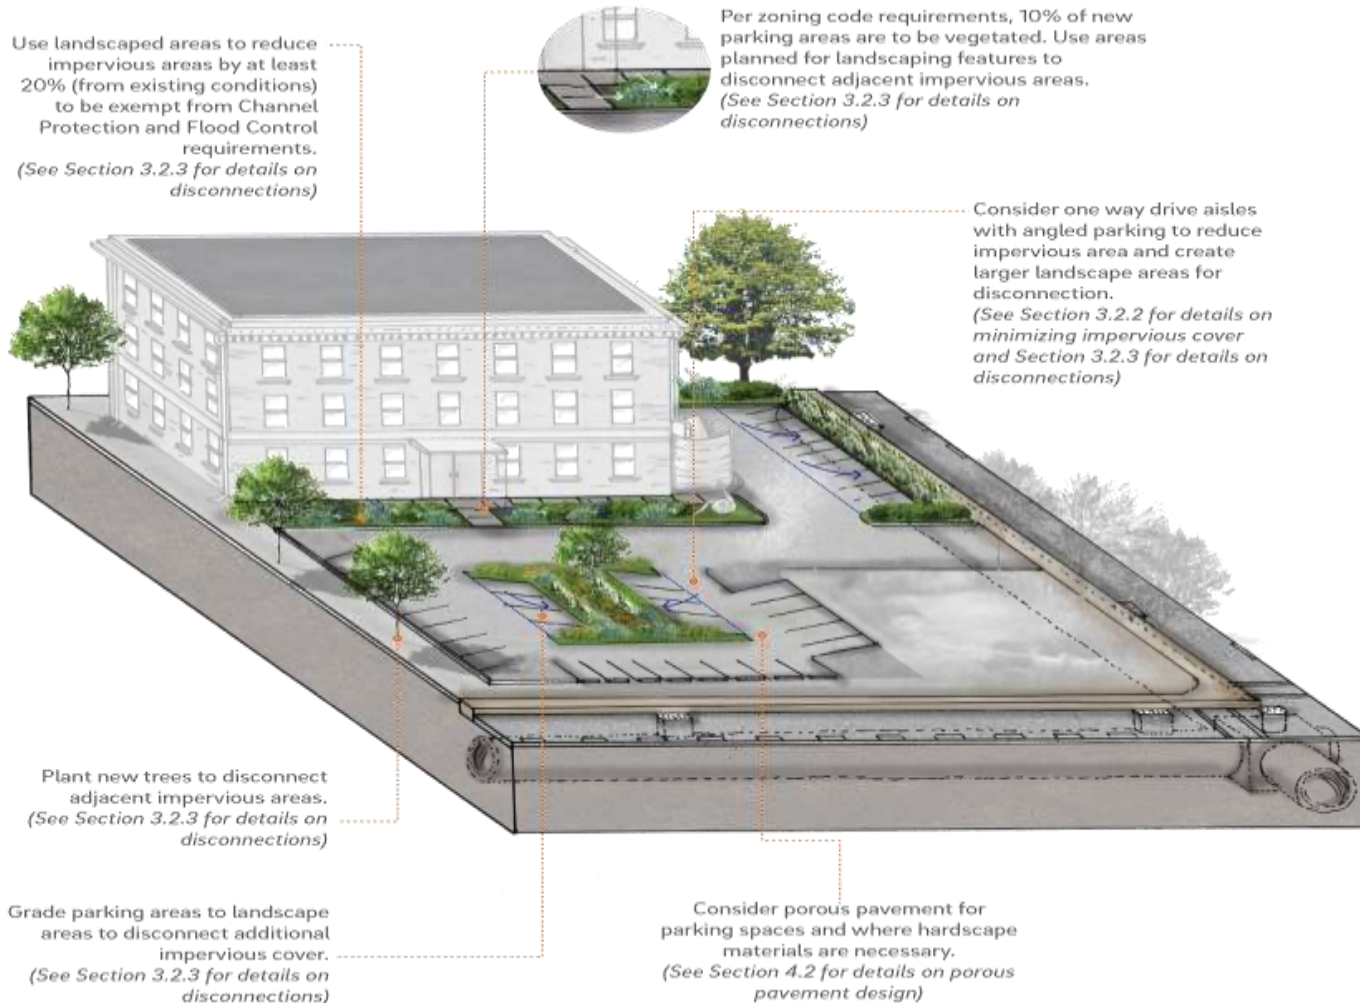 Use landscaped areas to reduce
impervious areas by at least
20% (from existing conditions)
to be exempt from Channel
Protection and Flood Control
requirements.
(See Section 3.2.3 for details on
disconnections)
Per zoning code requirements, 10% of new
parking areas are to be vegetated. Use areas
planned for landscaping features to
disconnect adjacent impervious areas.
(See Section 3.2.3 for details on
disconnections)
Consider one way drive aisles
with angled parking to reduce
impervious area and create
larger landscape areas for
disconnection.
(See Section 3.2.2 for details on
minimizing impervious cover
and Section 3.2.3 for details on
disconnections)
Plant new trees to disconnect
adjacent impervious areas.
(See Section 3.2.3 for details on
disconnections)
Grade parking areas to landscape
areas to disconnect additional
impervious cover.
(See Section 3.2.3 for details on
disconnections)
Consider porous pavement for
parking spaces and where hardscape
materials are necessary.
(See Section 4.2 for details on porous
pavement design)